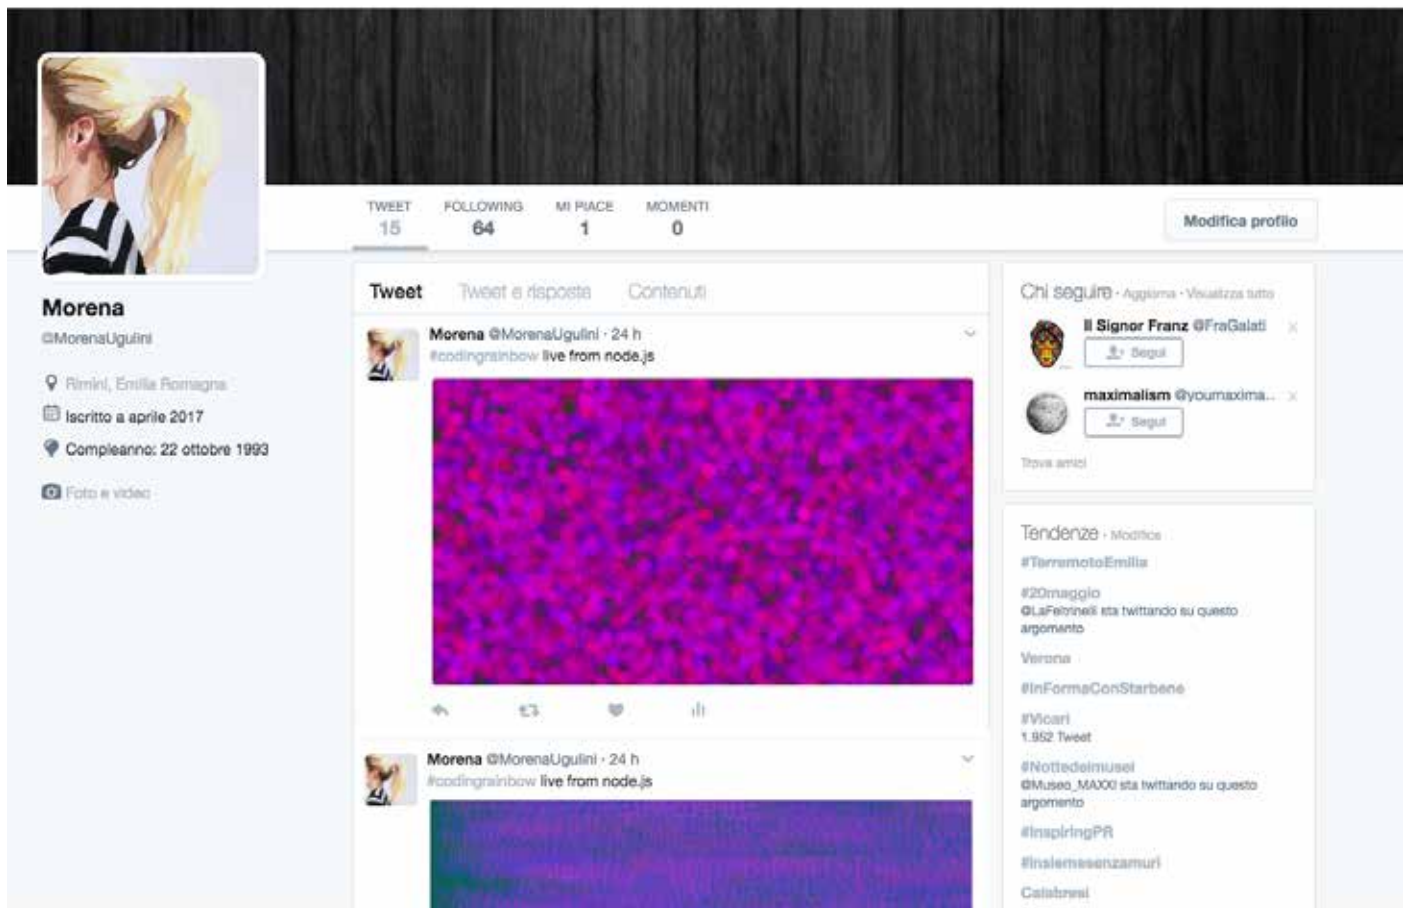 TWEET FOLLOWING MI PIACE MOMENTI
15 64 1 0
Modifica profilo
Morena
@MorenaUgulini
Rimini, Emilia Romagna
Iscritto a aprile 2017
Compleanno: 22 ottobre 1993
Foto e video
Tweet Tweet e risposte Contenuti
Morena @MorenaUgulini · 24 h
#codingrainbow live from node.js
Morena @MorenaUgulini · 24 h
#codingrainbow live from node.js
Chi seguire · Aggiorna · Visualizza tutto
Il Signor Franz @FraGalati
Segui
maximalism @youmaxima..
Segui
Trova amici
Tendenze · Modifica
#TerremotoEmilia
#20maggio
@LaFeltrinelli sta twittando su questo
argomento
Verona
#InFormaConStarbene
#Vicari
1.952 Tweet
#Nottedeimusei
@Museo_MAXXI sta twittando su questo
argomento
#InspiringPR
#insiemesenzamuri
Calabresi